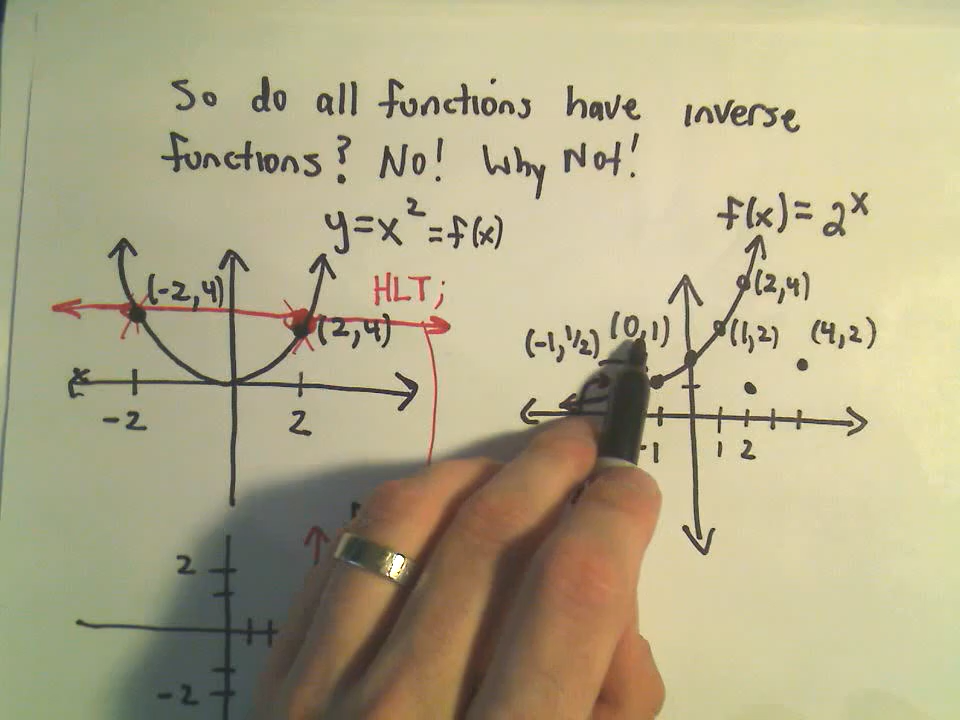 So do all functions have inverse
functions? No! Why Not!
y=x²=f(x)
f(x)=2ˣ
(-2,4)
HLT;
(2,4)
-2
2
(2,4)
(-1,½)
(0,1)
(1,2)
(4,2)
-1
1
2
2
-2